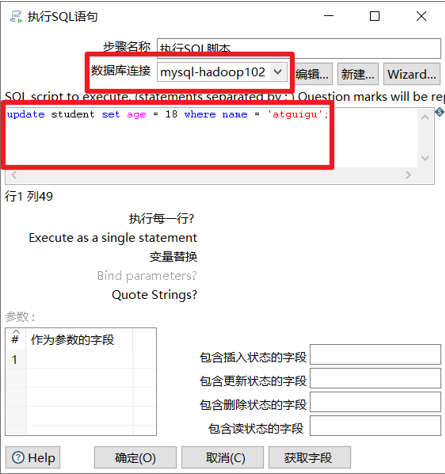 执行SQL语句
步骤名称 执行SQL脚本
数据库连接 mysql-hadoop102 编辑... 新建... Wizard...
SQL script to execute. (statements separated by ;) Question marks will be re
update student set age = 18 where name = 'atguigu';
行1 列49
执行每一行?
Execute as a single statement
变量替换
Bind parameters?
Quote Strings?
参数 :
# 作为参数的字段
1
包含插入状态的字段
包含更新状态的字段
包含删除状态的字段
包含读状态的字段
Help 确定(O) 取消(C) 获取字段